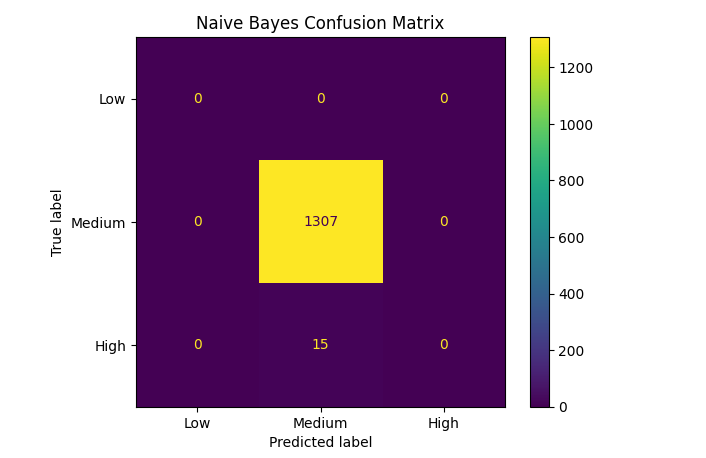 Naive Bayes Confusion Matrix
True label
Low 0 0 0
Medium 0 1307 0
High 0 15 0
Low Medium High
Predicted label
1200
1000
800
600
400
200
0